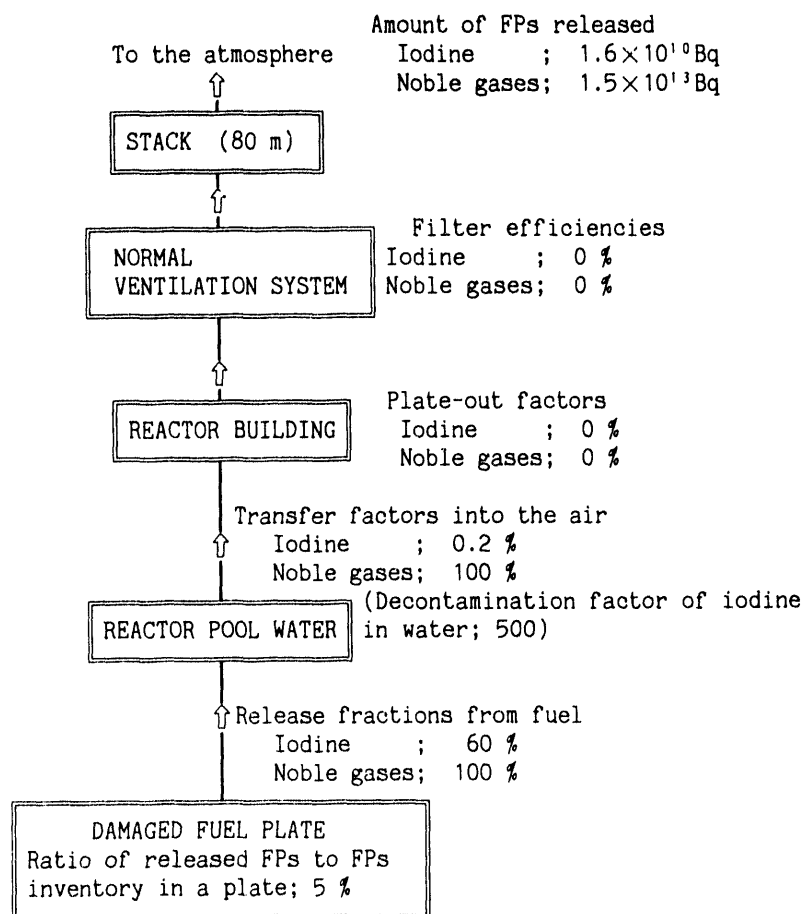 Amount of FPs released
To the atmosphere
Iodine ; 1.6×10¹⁰Bq
Noble gases; 1.5×10¹³Bq
STACK (80 m)
Filter efficiencies
NORMAL
VENTILATION SYSTEM
Iodine ; 0 %
Noble gases; 0 %
Plate-out factors
REACTOR BUILDING
Iodine ; 0 %
Noble gases; 0 %
Transfer factors into the air
Iodine ; 0.2 %
Noble gases; 100 %
REACTOR POOL WATER
(Decontamination factor of iodine
in water; 500)
Release fractions from fuel
Iodine ; 60 %
Noble gases; 100 %
DAMAGED FUEL PLATE
Ratio of released FPs to FPs
inventory in a plate; 5 %